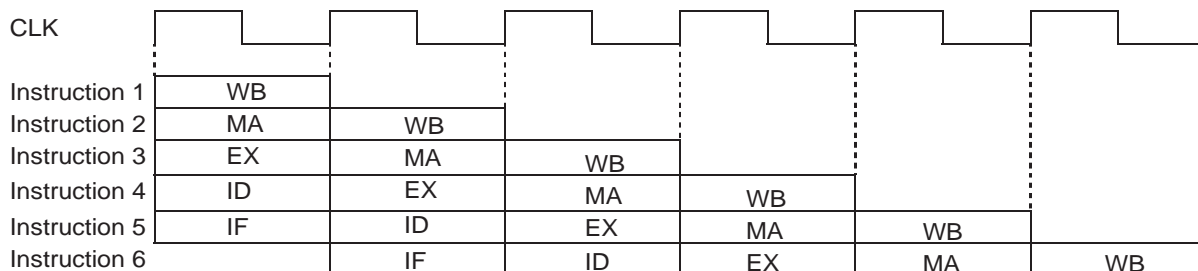 CLK
Instruction 1 WB
Instruction 2 MA WB
Instruction 3 EX MA WB
Instruction 4 ID EX MA WB
Instruction 5 IF ID EX MA WB
Instruction 6 IF ID EX MA WB